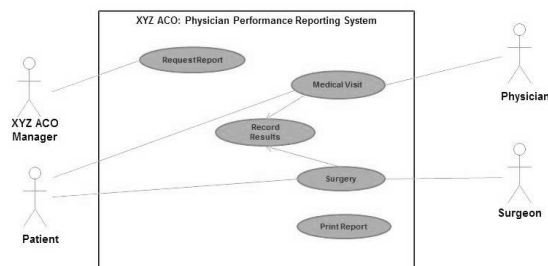 XYZ ACO: Physician Performance Reporting System
RequestReport
Medical Visit
Physician
XYZ ACO
Manager
Record
Results
Surgery
Surgeon
Patient
Print Report